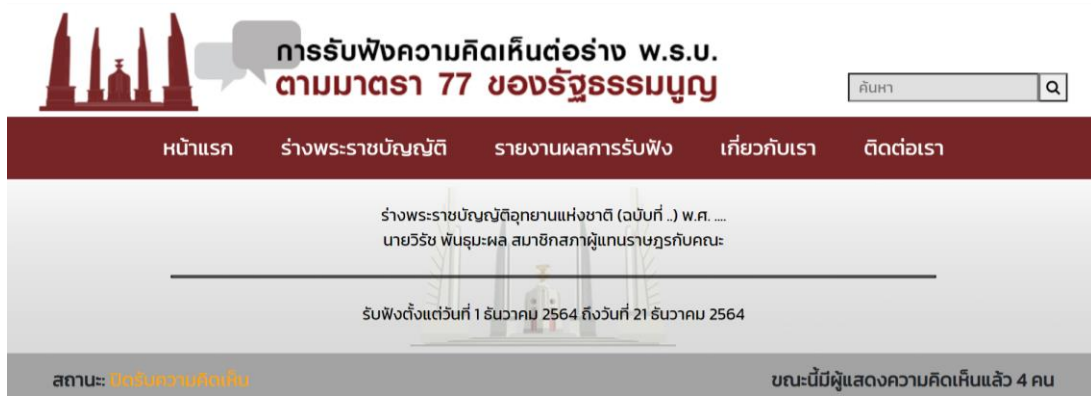 การรับฟังความคิดเห็นต่อร่าง พ.ร.บ.
ตามมาตรา 77 ของรัฐธรรมนูญ
ค้นหา
หน้าแรก ร่างพระราชบัญญัติ รายงานผลการรับฟัง เกี่ยวกับเรา ติดต่อเรา
ร่างพระราชบัญญัติอุทยานแห่งชาติ (ฉบับที่ ..) พ.ศ. ....
นายวิรัช พันธุมะผล สมาชิกสภาผู้แทนราษฎรกับคณะ
รับฟังตั้งแต่วันที่ 1 ธันวาคม 2564 ถึงวันที่ 21 ธันวาคม 2564
สถานะ: ปิดรับความคิดเห็น ขณะนี้มีผู้แสดงความคิดเห็นแล้ว 4 คน